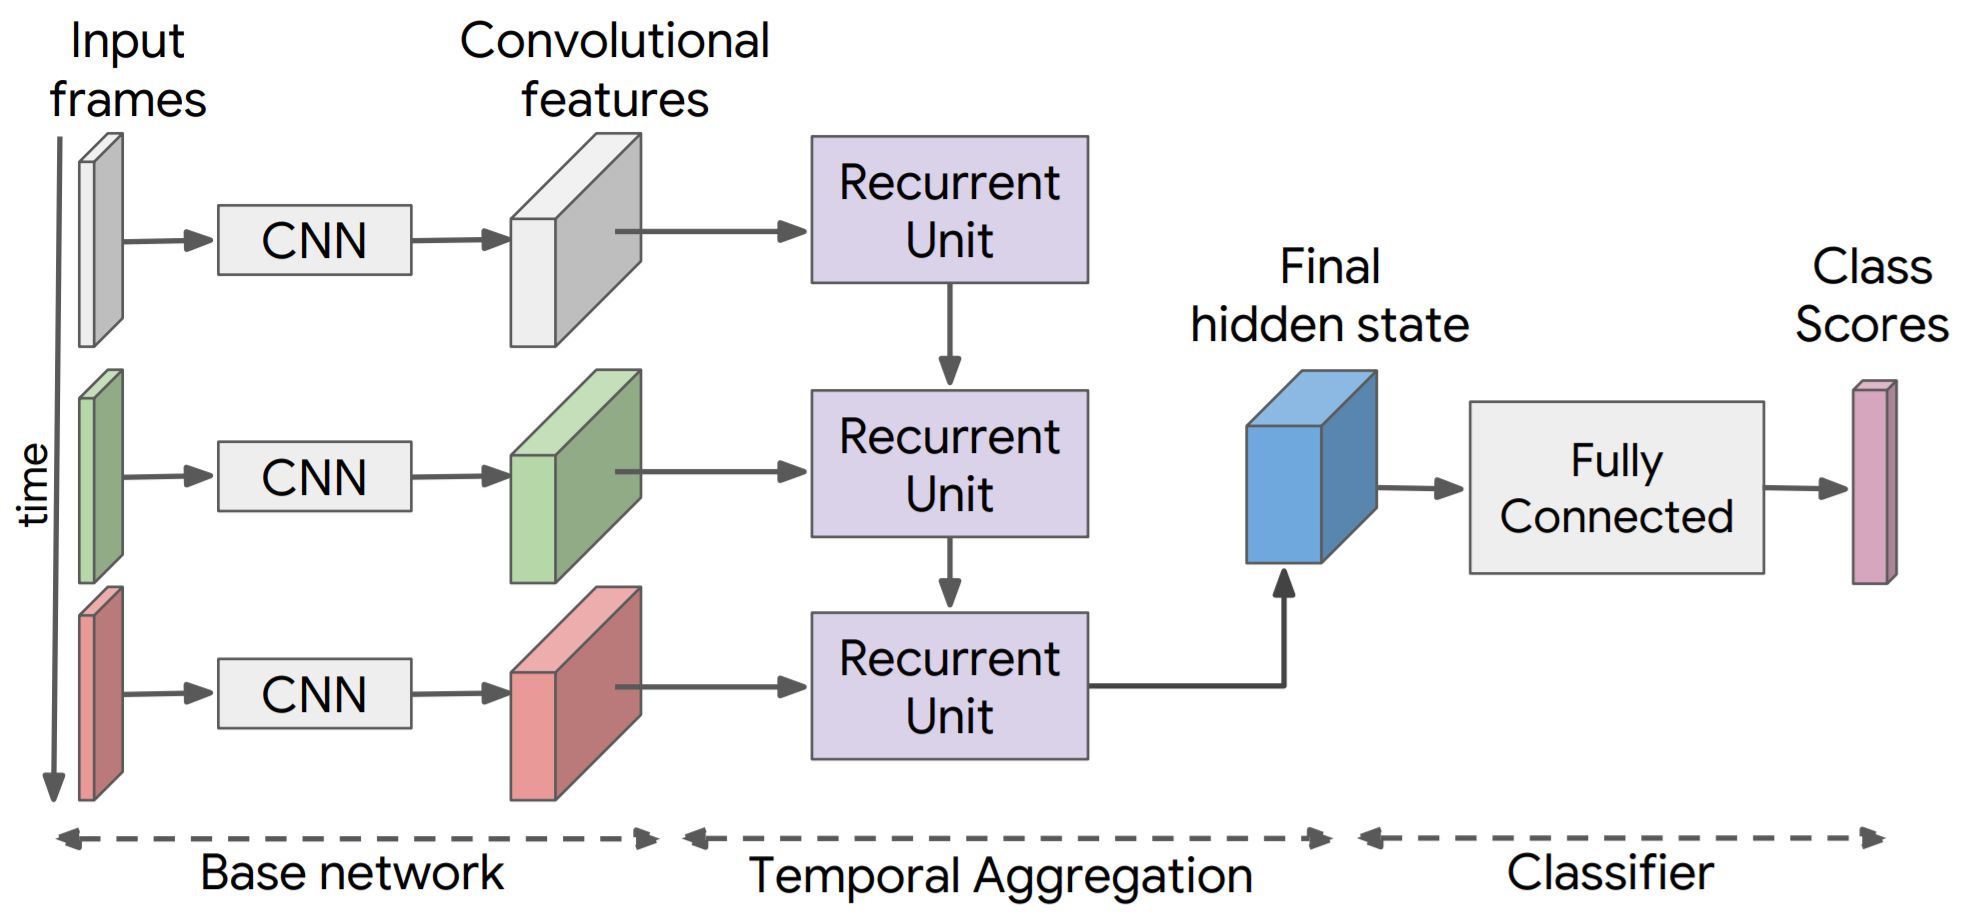 Input
frames
Convolutional
features
time
CNN
Recurrent
Unit
CNN
Recurrent
Unit
CNN
Recurrent
Unit
Final
hidden state
Fully
Connected
Class
Scores
Base network
Temporal Aggregation
Classifier